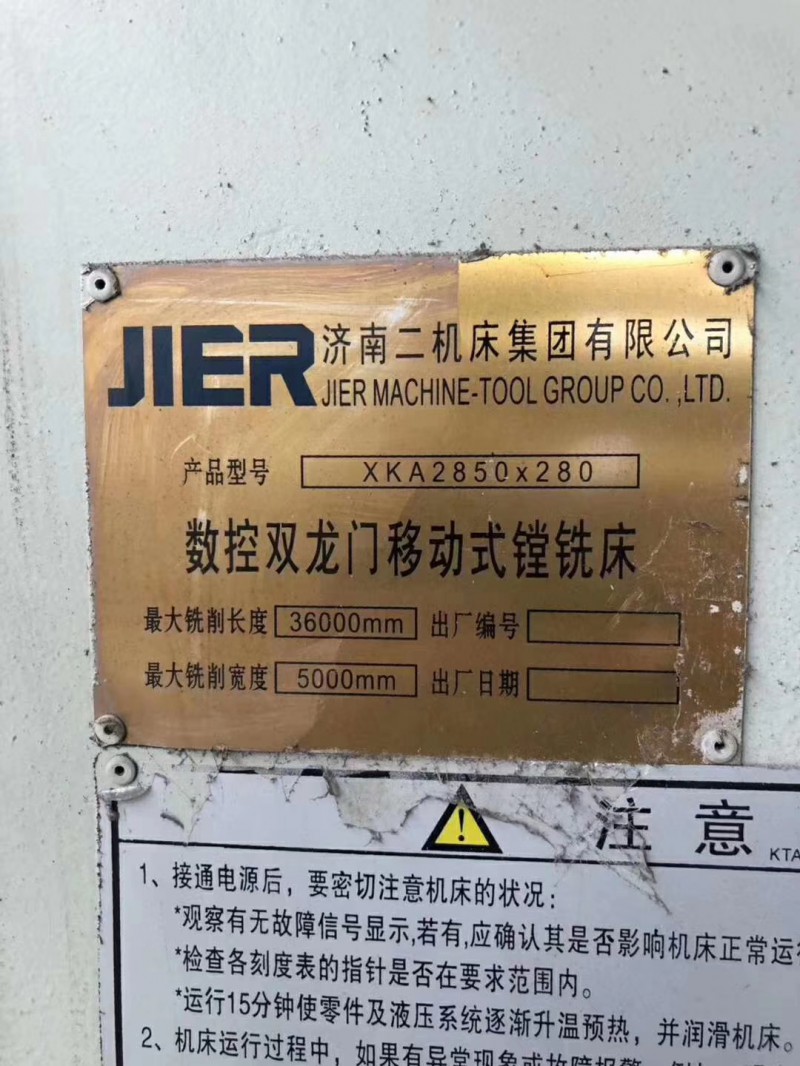 JIER 济南二机床集团有限公司
JIER MACHINE-TOOL GROUP CO.,LTD.
产品型号 XKA2850x280
数控双龙门移动式镗铣床
最大铣削长度 36000mm 出厂编号
最大铣削宽度 5000mm 出厂日期
注意
KTA
1、接通电源后，要密切注意机床的状况：
*观察有无故障信号显示,若有,应确认其是否影响机床正常运行
*检查各刻度表的指针是否在要求范围内。
*运行15分钟使零件及液压系统逐渐升温预热，并润滑机床。
2、机床运行过程中，如果有异常现象或故障报警